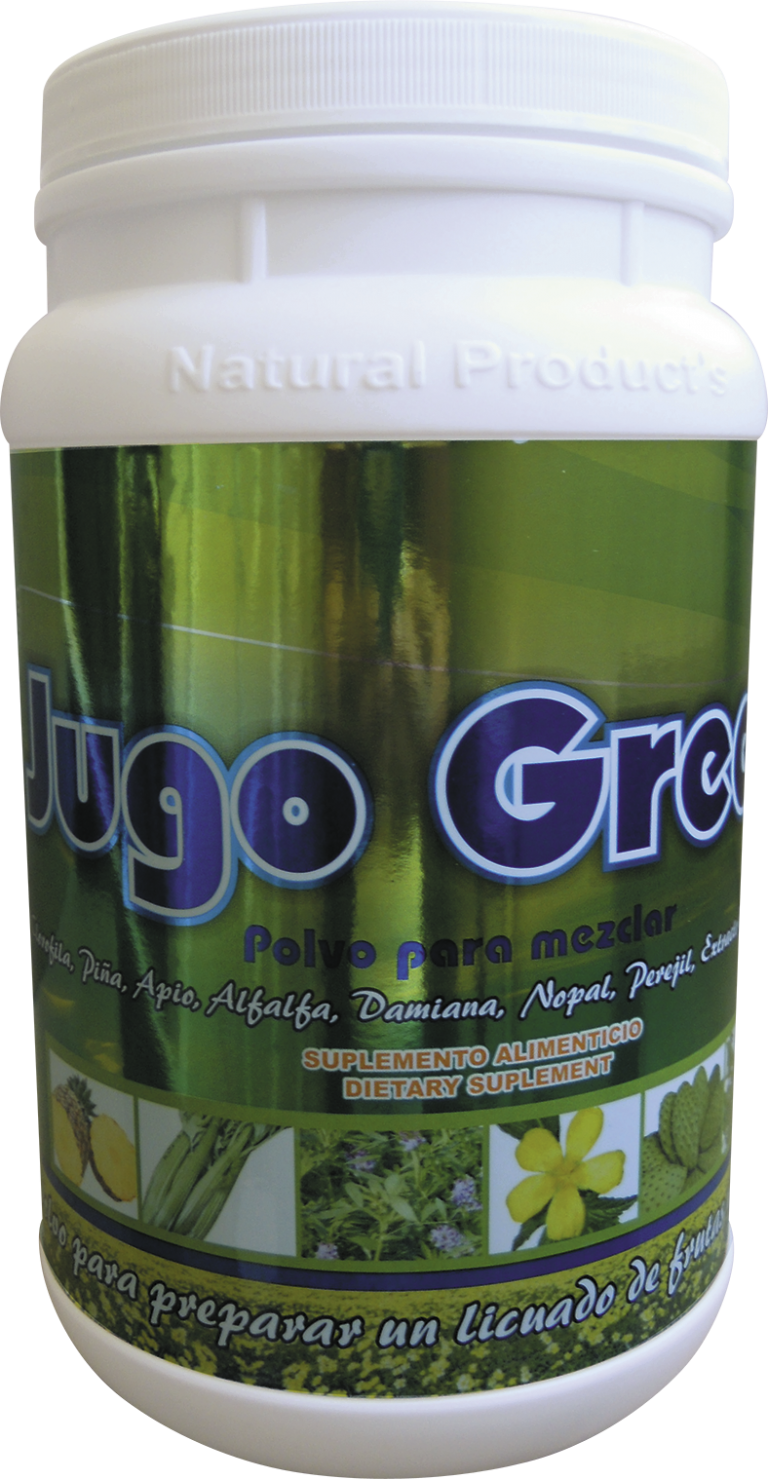 Natural Product's
Jugo Gree
Polvo para mezclar
Piña, Apio, Alfalfa, Damiana, Nopal, Perejil,
SUPLEMENTO ALIMENTICIO
DIETARY SUPLEMENT
para preparar un licuado de frutas